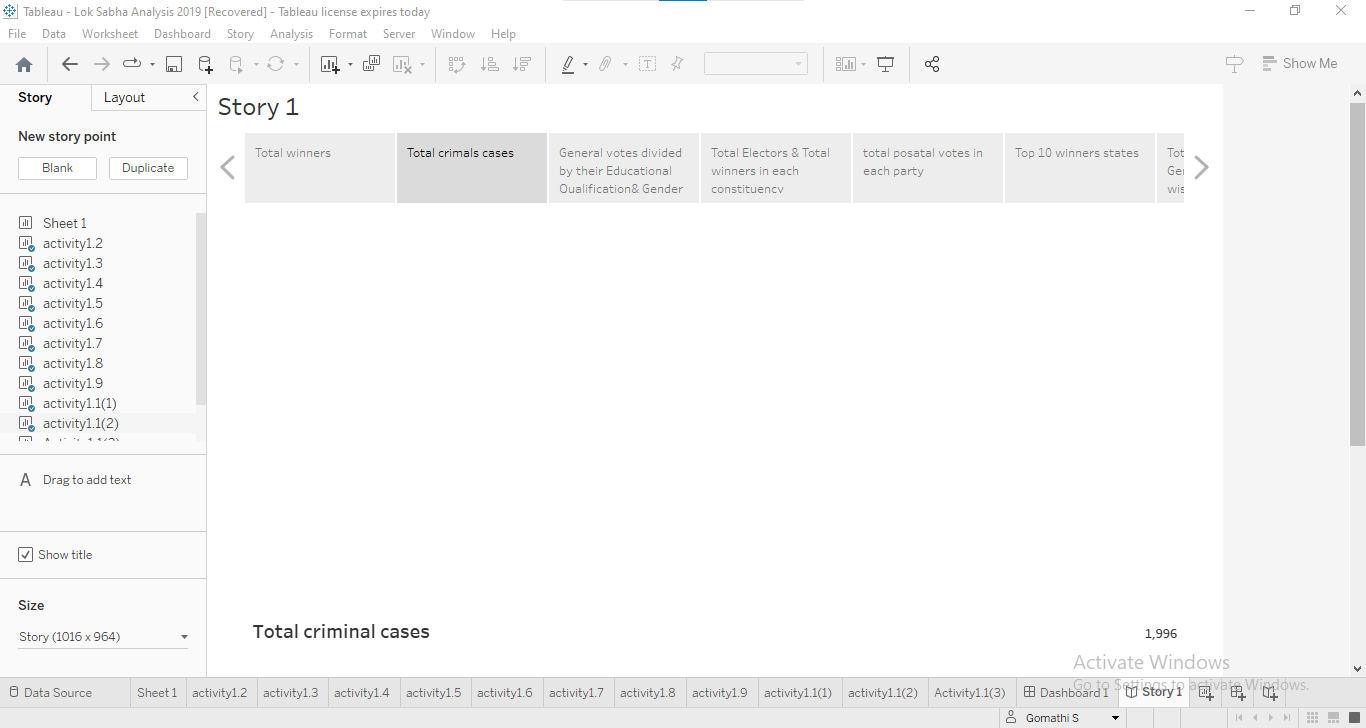 Tableau - Lok Sabha Analysis 2019 [Recovered] - Tableau license expires today
File Data Worksheet Dashboard Story Analysis Format Server Window Help
Show Me
Story Layout
New story point
Blank Duplicate
Sheet 1
activity1.2
activity1.3
activity1.4
activity1.5
activity1.6
activity1.7
activity1.8
activity1.9
activity1.1(1)
activity1.1(2)
A Drag to add text
Show title
Size
Story (1016 x 964)
Story 1
Total winners
Total crimals cases
General votes divided
by their Educational
Qualification& Gender
Total Electors & Total
winners in each
constituency
total posatal votes in
each party
Top 10 winners states
Tot
Ger
wis
Total criminal cases 1,996
Activate Windows
Go to Settings to activate Windows.
Data Source Sheet 1 activity1.2 activity1.3 activity1.4 activity1.5 activity1.6 activity1.7 activity1.8 activity1.9 activity1.1(1) activity1.1(2) Activity1.1(3) Dashboard 1 Story 1
Gomathi S